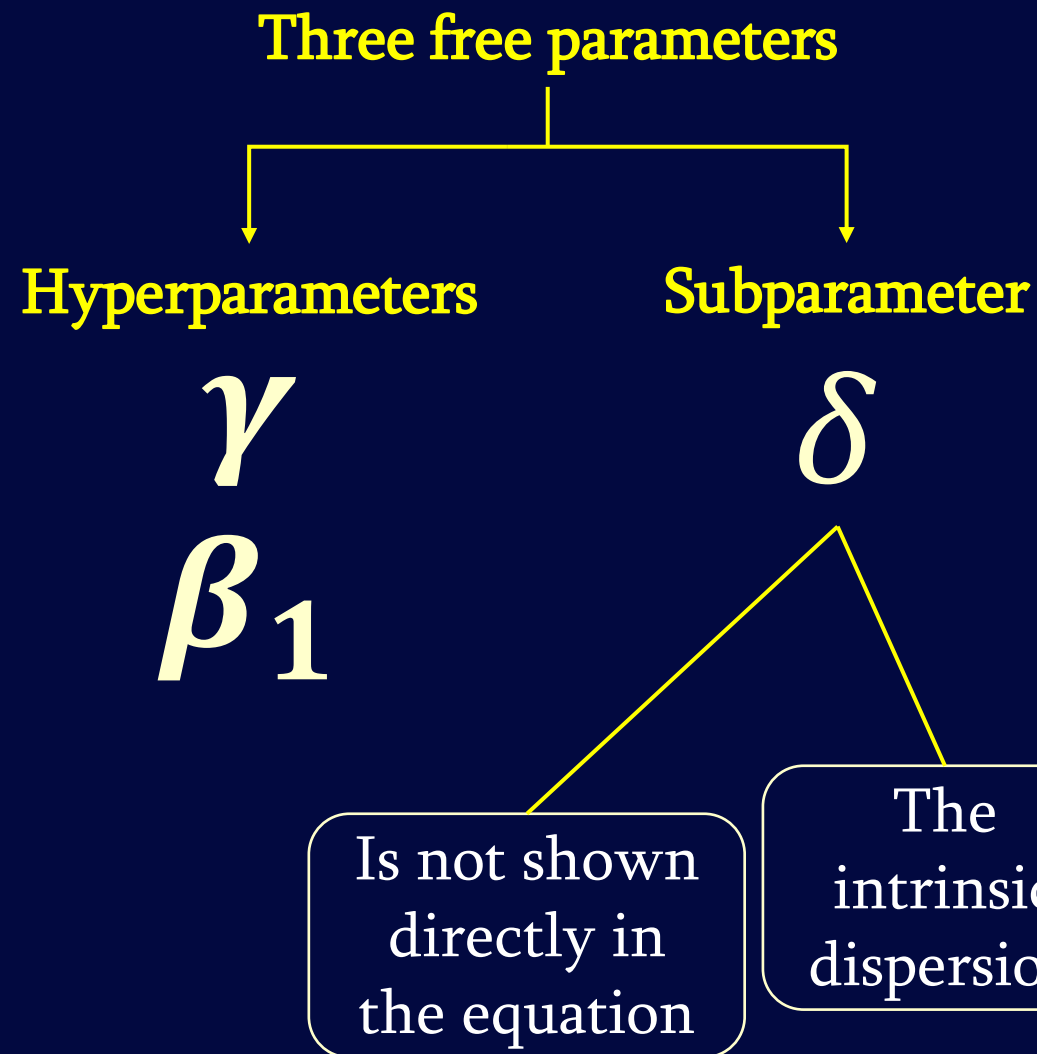 Three free parameters
Hyperparameters
Subparameter
γ
δ
β₁
Is not shown
directly in
the equation
The